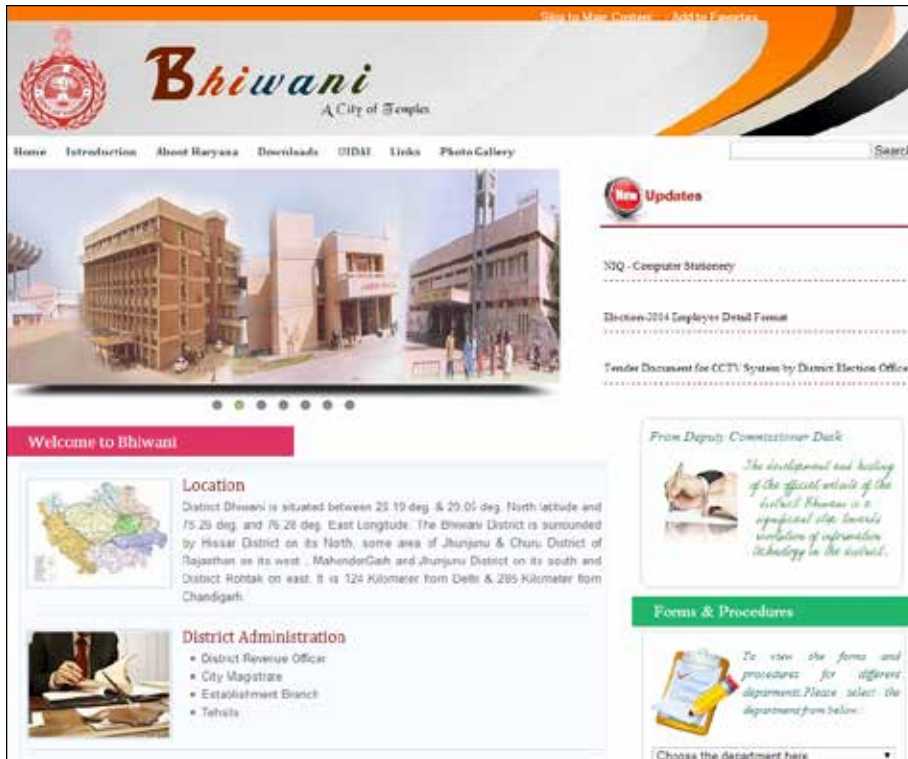 Skip to Main Content Add to Favorites
Bhiwani
A City of Temples
Home Introduction About Haryana Downloads UIDAI Links Photo Gallery
Search
New Updates
NIQ - Computer Stationery
Election-2014 Employee Detail Format
Tender Document for CCTV System by District Election Office
Welcome to Bhiwani
Location
District Bhiwani is situated between 28.19 deg. & 29.05 deg. North latitude and
75.26 deg. and 76.28 deg. East Longitude. The Bhiwani District is surrounded
by Hissar District on its North, some area of Jhunjunu & Churu District of
Rajasthan on its west , MahenderGarh and Jhunjunu District on its south and
District Rohtak on east. It is 124 Kilometer from Delhi & 285 Kilometer from
Chandigarh.
District Administration
District Revenue Officer
City Magistrate
Establishment Branch
Tehsils
From Deputy Commissioner Desk
The development and hosting
of the official website of the
district Bhiwani is a
significant step towards
of information
technology in the district.
Forms & Procedures
To view the forms and
procedures for different
deparments.Please select the
department from below:
Choose the department here